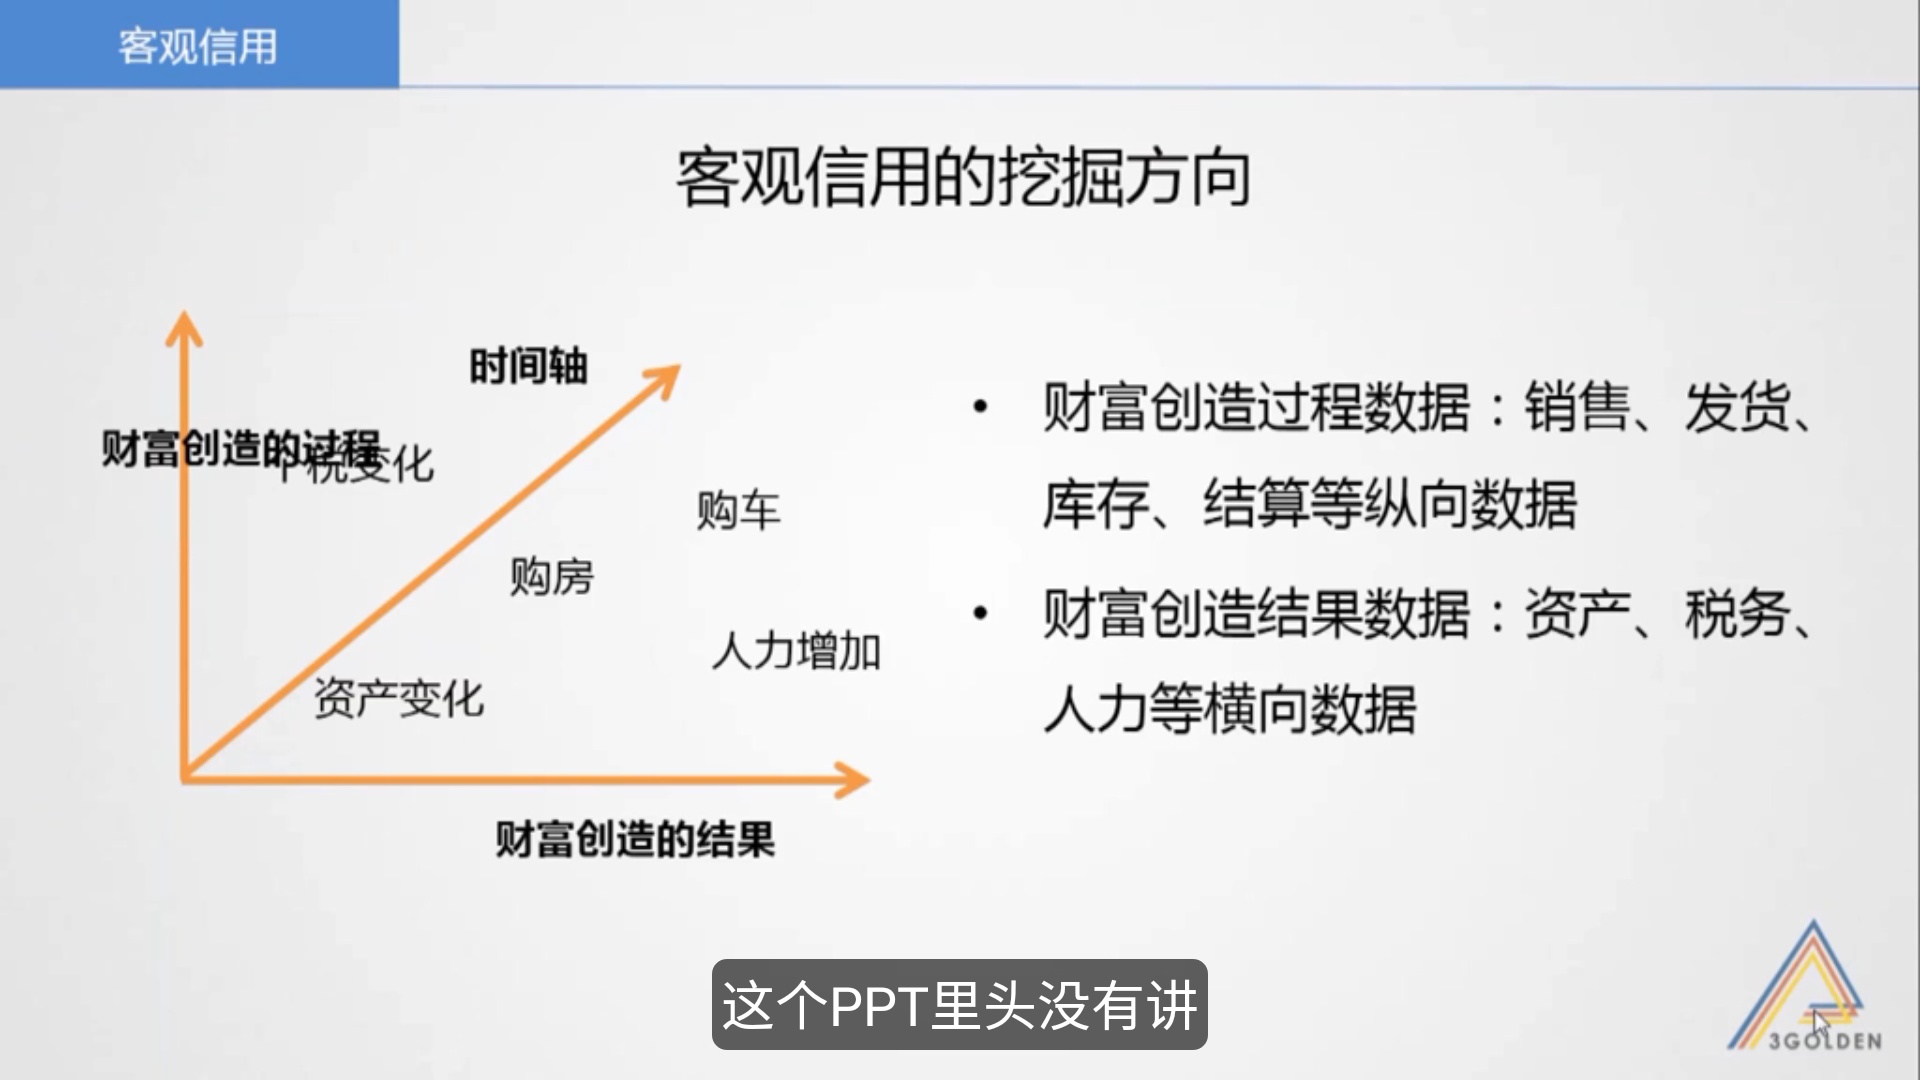 客观信用
客观信用的挖掘方向
时间轴
财富创造的过程
税变化
购车
购房
人力增加
资产变化
财富创造的结果
• 财富创造过程数据：销售、发货、
库存、结算等纵向数据
• 财富创造结果数据：资产、税务、
人力等横向数据
这个PPT里头没有讲
3GOLDEN